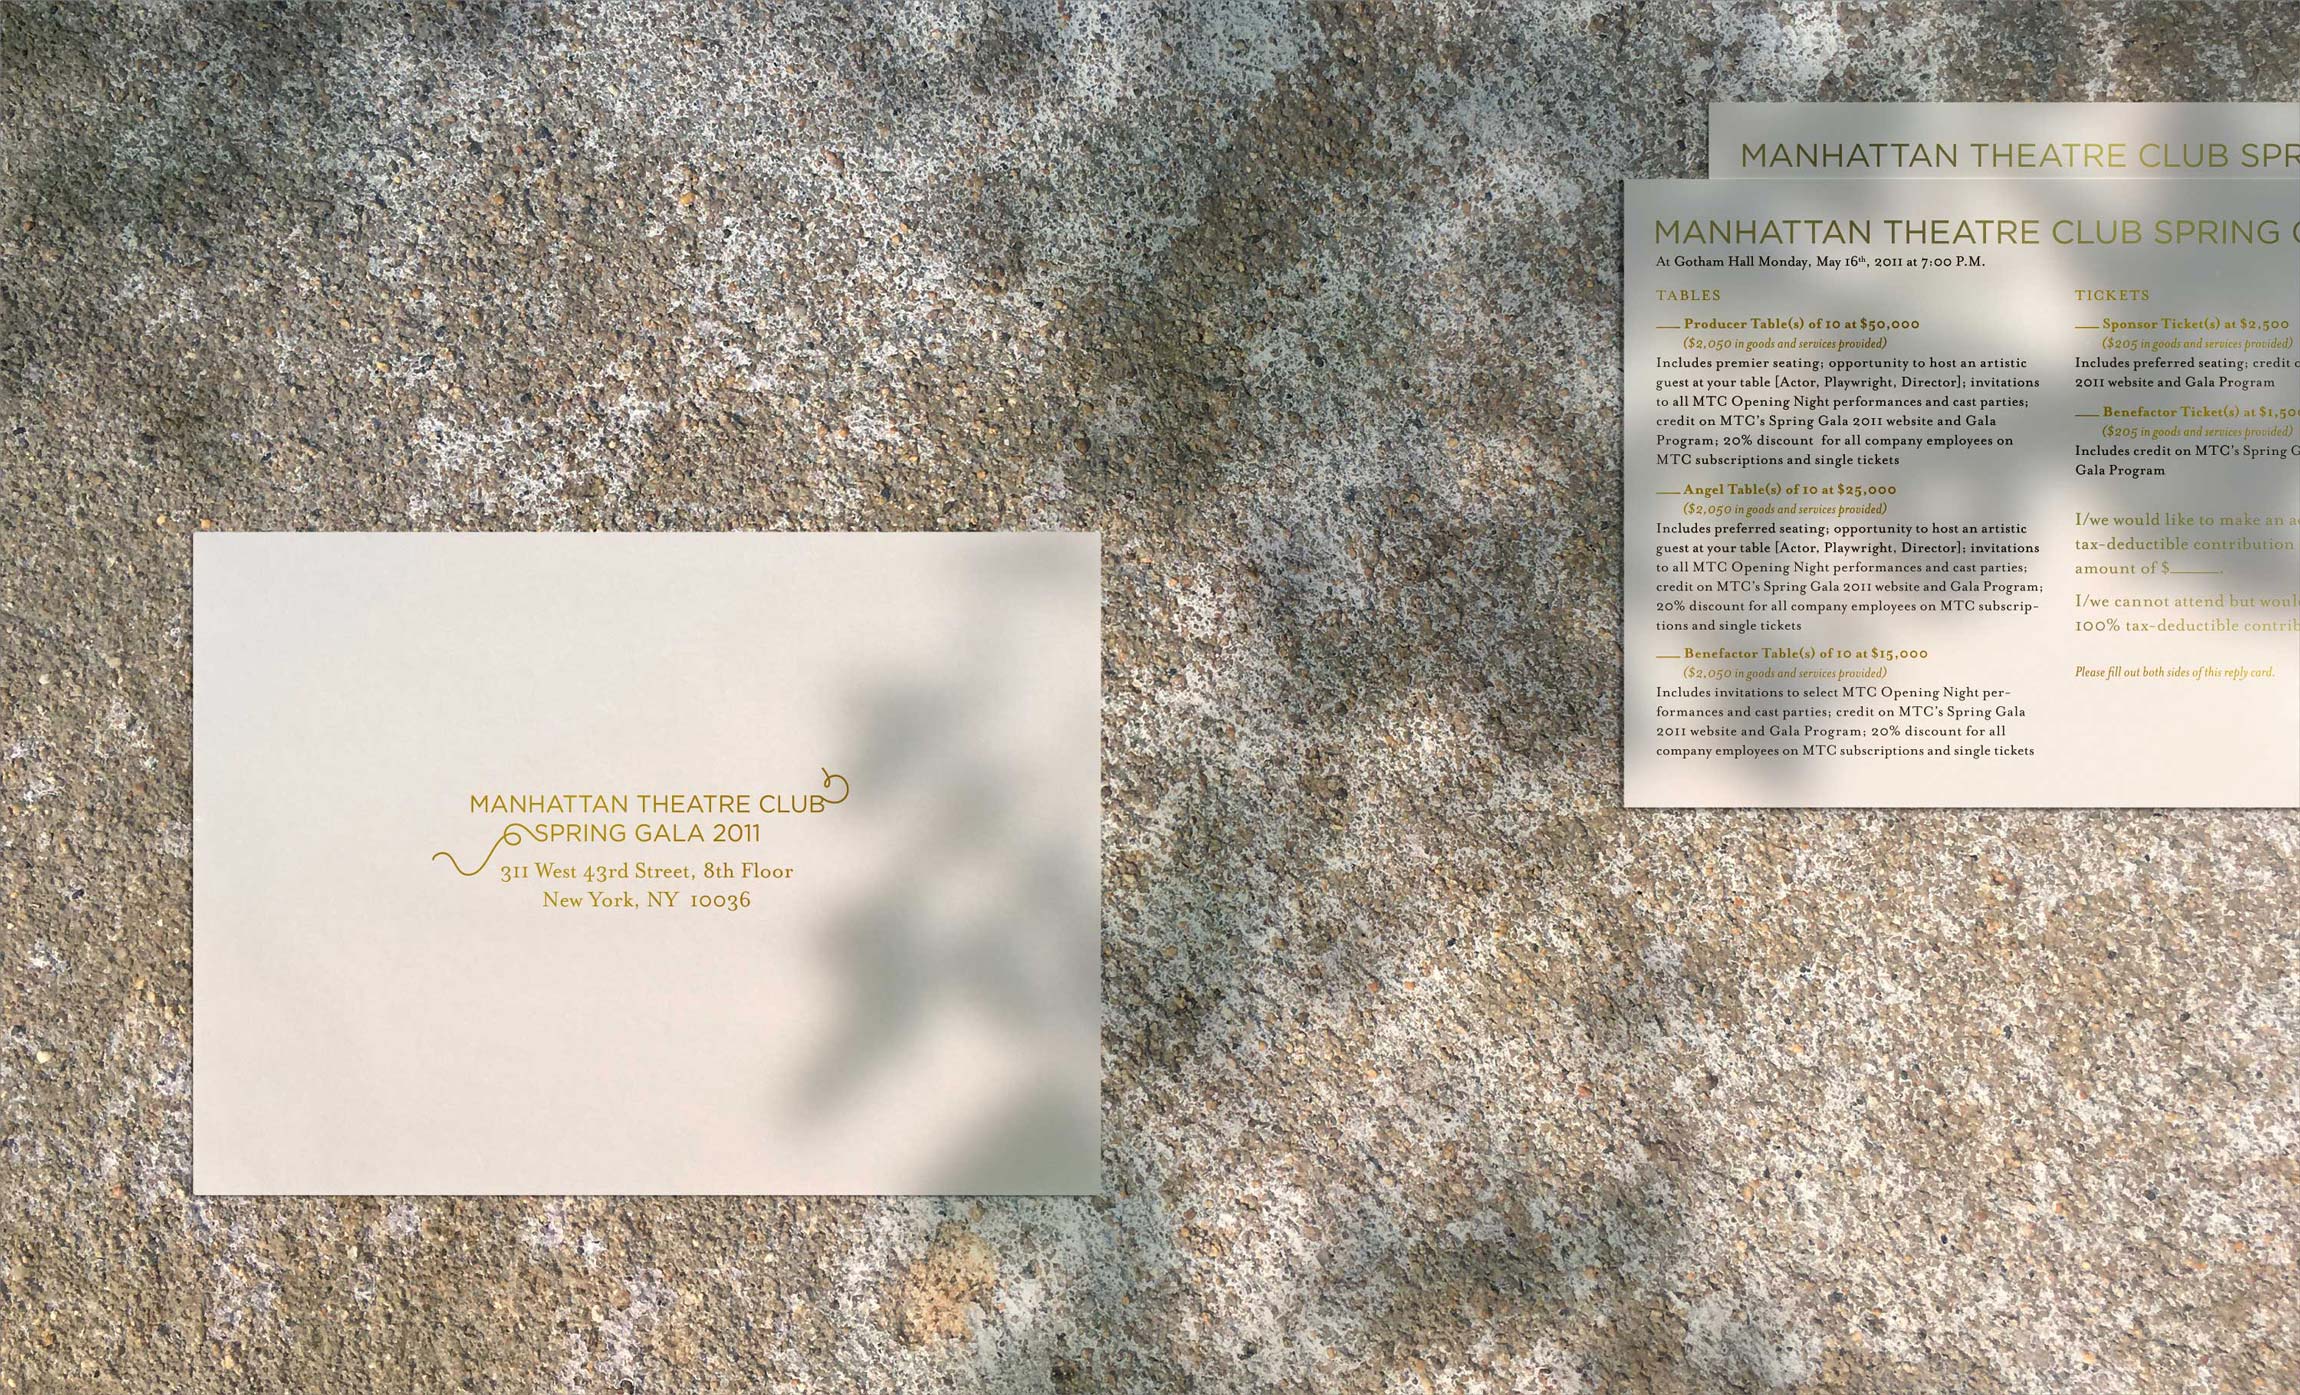 MANHATTAN THEATRE CLUB
SPRING GALA 2011
311 West 43rd Street, 8th Floor
New York, NY 10036
MANHATTAN THEATRE CLUB
MANHATTAN THEATRE CLUB SPRING
At Gotham Hall Monday, May 16th, 2011 at 7:00 P.M.
TABLES
___ Producer Table(s) of 10 at $50,000
($2,050 in goods and services provided)
Includes premier seating; opportunity to host an artistic
guest at your table [Actor, Playwright, Director]; invitations
to all MTC Opening Night performances and cast parties;
credit on MTC's Spring Gala 2011 website and Gala
Program; 20% discount for all company employees on
MTC subscriptions and single tickets
___ Angel Table(s) of 10 at $25,000
($2,050 in goods and services provided)
Includes preferred seating; opportunity to host an artistic
guest at your table [Actor, Playwright, Director]; invitations
to all MTC Opening Night performances and cast parties;
credit on MTC's Spring Gala 2011 website and Gala Program;
20% discount for all company employees on MTC subscrip-
tions and single tickets
___ Benefactor Table(s) of 10 at $15,000
($2,050 in goods and services provided)
Includes invitations to select MTC Opening Night per-
formances and cast parties; credit on MTC's Spring Gala
2011 website and Gala Program; 20% discount for all
company employees on MTC subscriptions and single tickets
TICKETS
___ Sponsor Ticket(s) at $2,500
($205 in goods and services provided)
Includes preferred seating; credit
2011 website and Gala Program
___ Benefactor Ticket(s) at
($205 in goods and services provided)
Includes credit on MTC's Spring
Gala Program
I/we would like to make an
tax-deductible contribution
amount of $______.
I/we cannot attend but
100% tax-deductible
Please fill out both sides of this reply card.